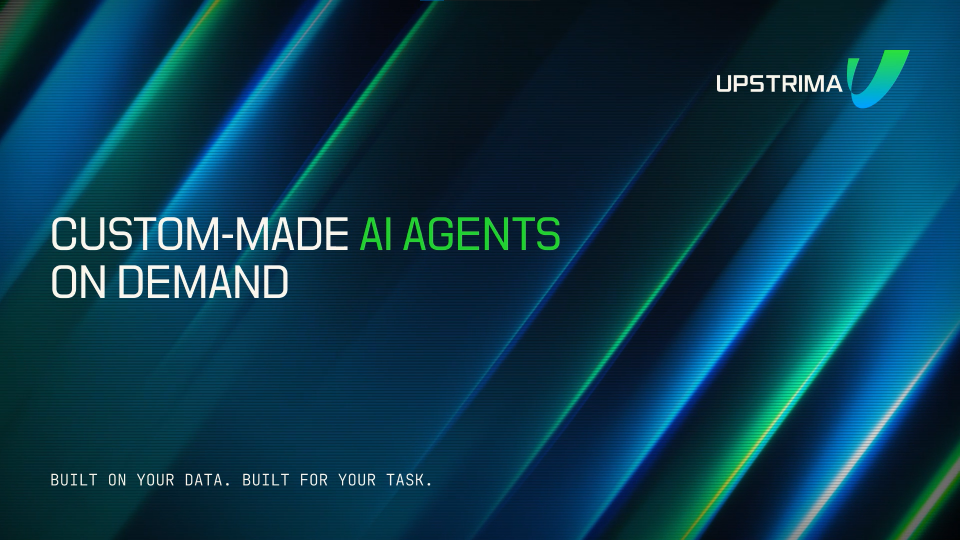 UPSTRIMA
CUSTOM-MADE AI AGENTS
ON DEMAND
BUILT ON YOUR DATA. BUILT FOR YOUR TASK.